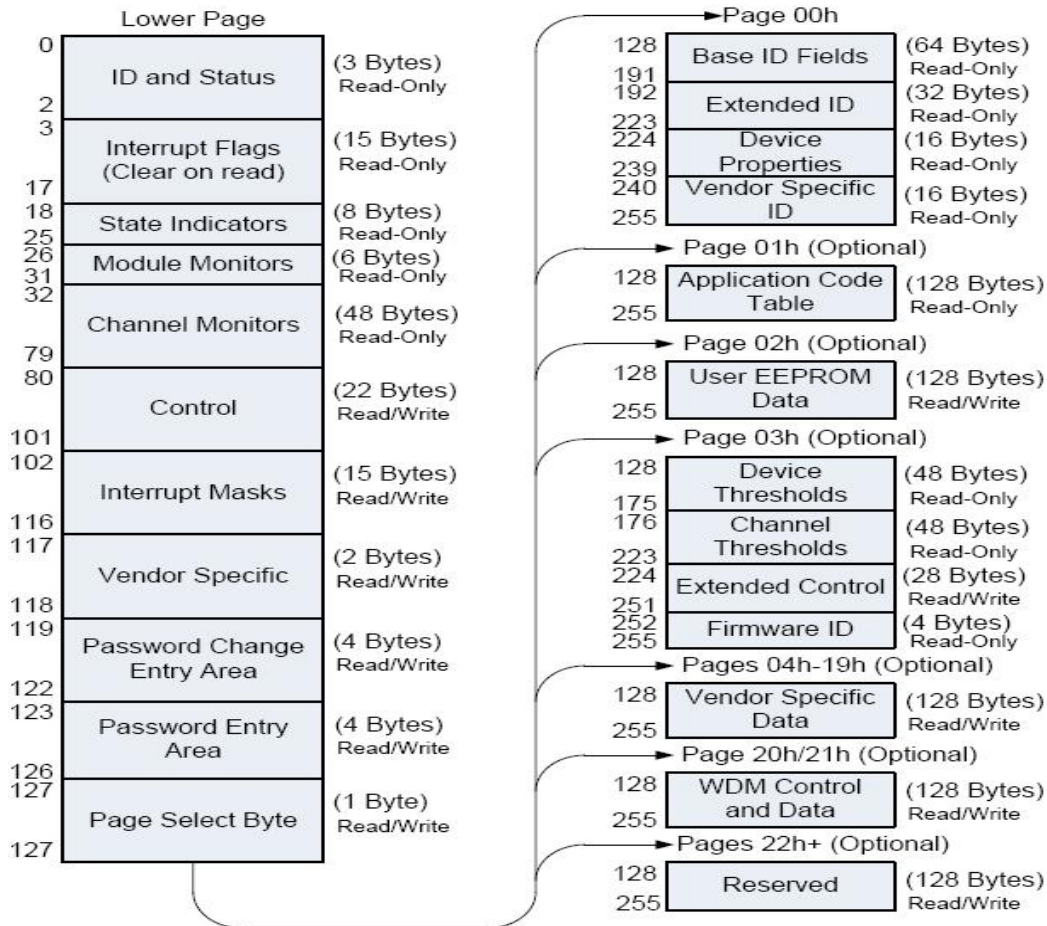 Lower Page
0
ID and Status
(3 Bytes)
Read-Only
2
3
Interrupt Flags
(Clear on read)
(15 Bytes)
Read-Only
17
18
State Indicators
(8 Bytes)
Read-Only
25
26
Module Monitors
(6 Bytes)
Read-Only
31
32
Channel Monitors
(48 Bytes)
Read-Only
79
80
Control
(22 Bytes)
Read/Write
101
102
Interrupt Masks
(15 Bytes)
Read/Write
116
117
Vendor Specific
(2 Bytes)
Read/Write
118
119
Password Change
Entry Area
(4 Bytes)
Read/Write
122
123
Password Entry
Area
(4 Bytes)
Read/Write
126
127
Page Select Byte
(1 Byte)
Read/Write
127
Page 00h
128
Base ID Fields
(64 Bytes)
Read-Only
191
192
Extended ID
(32 Bytes)
Read-Only
223
224
Device
Properties
(16 Bytes)
Read-Only
239
240
Vendor Specific
ID
(16 Bytes)
Read-Only
255
Page 01h (Optional)
128
Application Code
Table
(128 Bytes)
Read-Only
255
Page 02h (Optional)
128
User EEPROM
Data
(128 Bytes)
Read/Write
255
Page 03h (Optional)
128
Device
Thresholds
(48 Bytes)
Read-Only
175
176
Channel
Thresholds
(48 Bytes)
Read-Only
223
224
Extended Control
(28 Bytes)
Read/Write
251
252
Firmware ID
(4 Bytes)
Read-Only
255
Pages 04h-19h (Optional)
128
Vendor Specific
Data
(128 Bytes)
Read/Write
255
Page 20h/21h (Optional)
128
WDM Control
and Data
(128 Bytes)
Read/Write
255
Pages 22h+ (Optional)
128
Reserved
(128 Bytes)
Read/Write
255